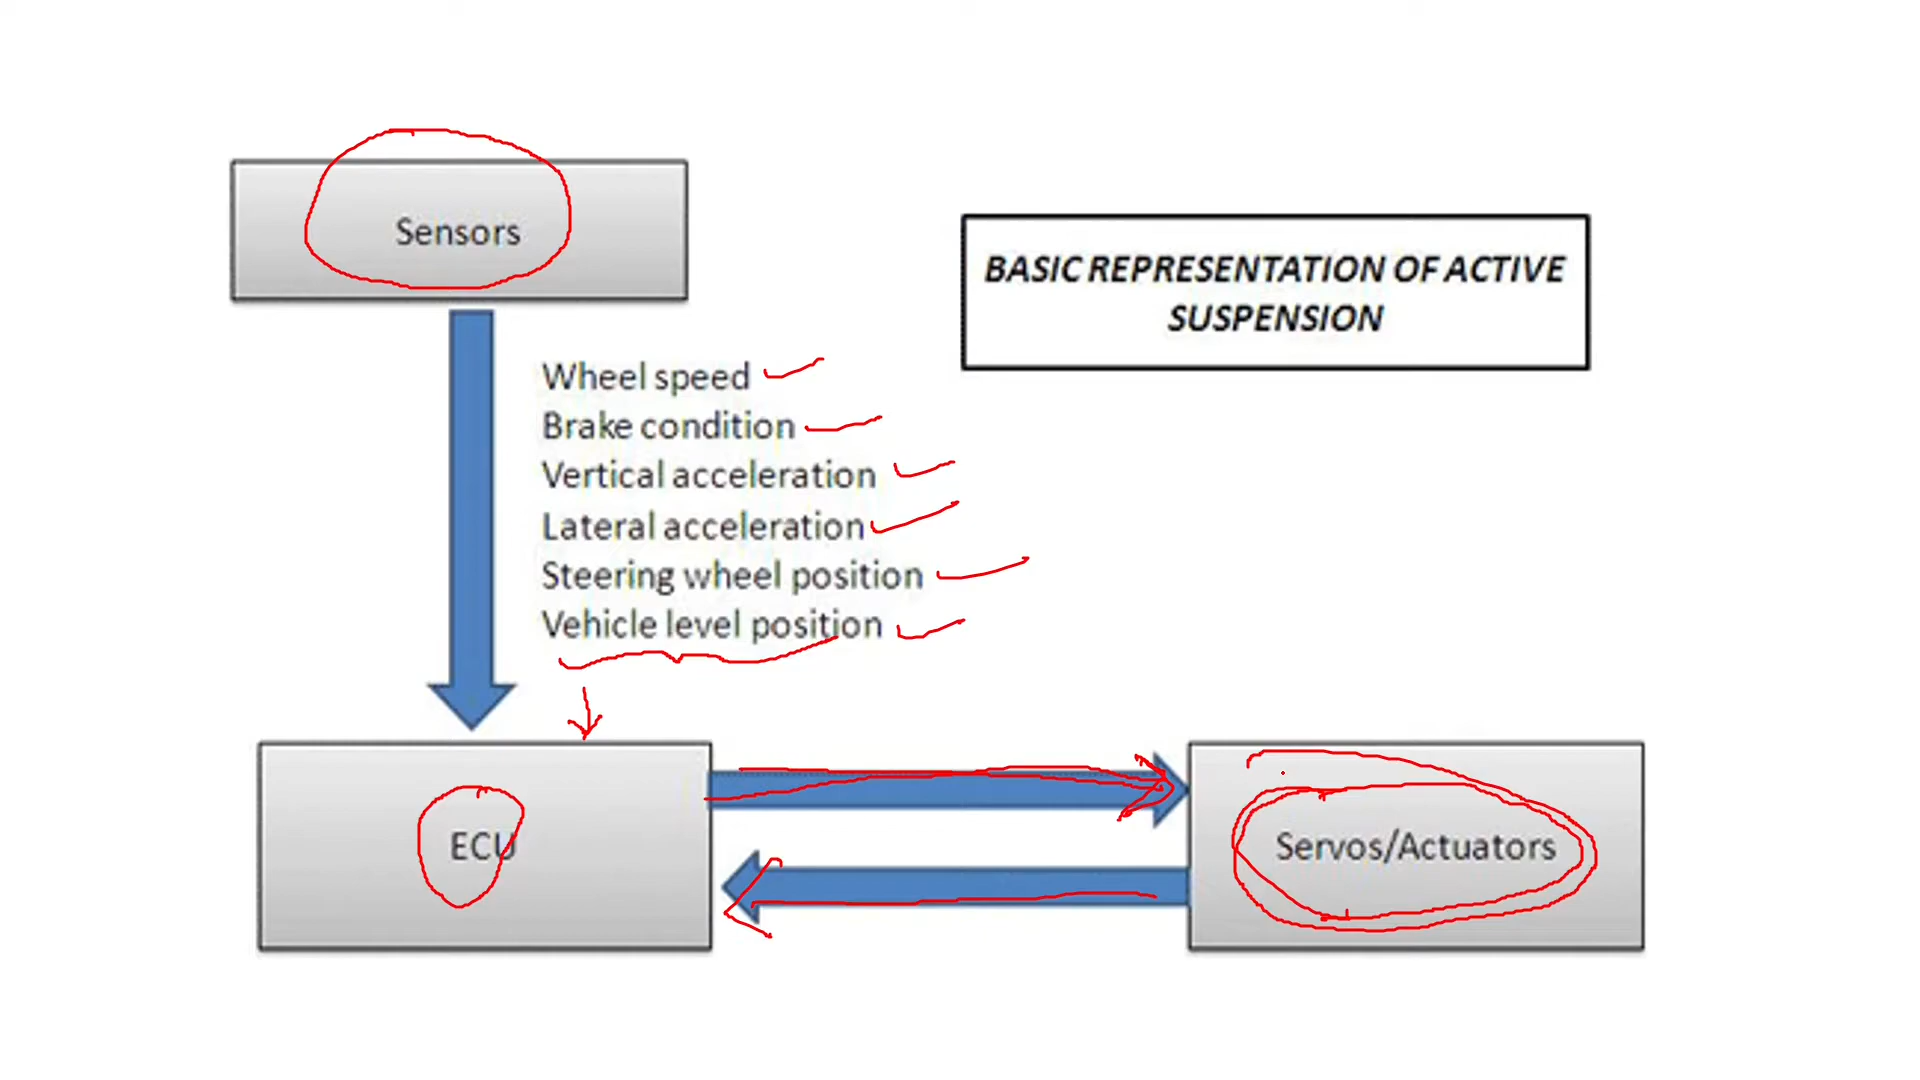 Sensors
BASIC REPRESENTATION OF ACTIVE
SUSPENSION
Wheel speed
Brake condition
Vertical acceleration
Lateral acceleration
Steering wheel position
Vehicle level position
ECU
Servos/Actuators